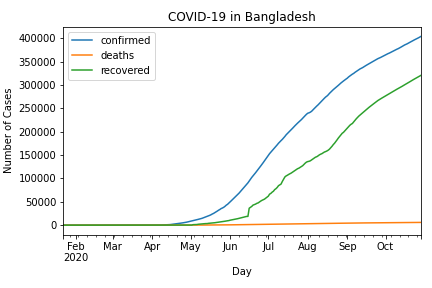 COVID-19 in Bangladesh
confirmed
deaths
recovered
Number of Cases
400000
350000
300000
250000
200000
150000
100000
50000
0
Feb Mar Apr May Jun Jul Aug Sep Oct
2020
Day